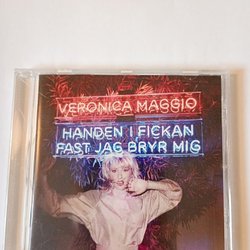 VERONICA MAGGIO
HANDEN I FICKAN
FAST JAG BRYR MIG